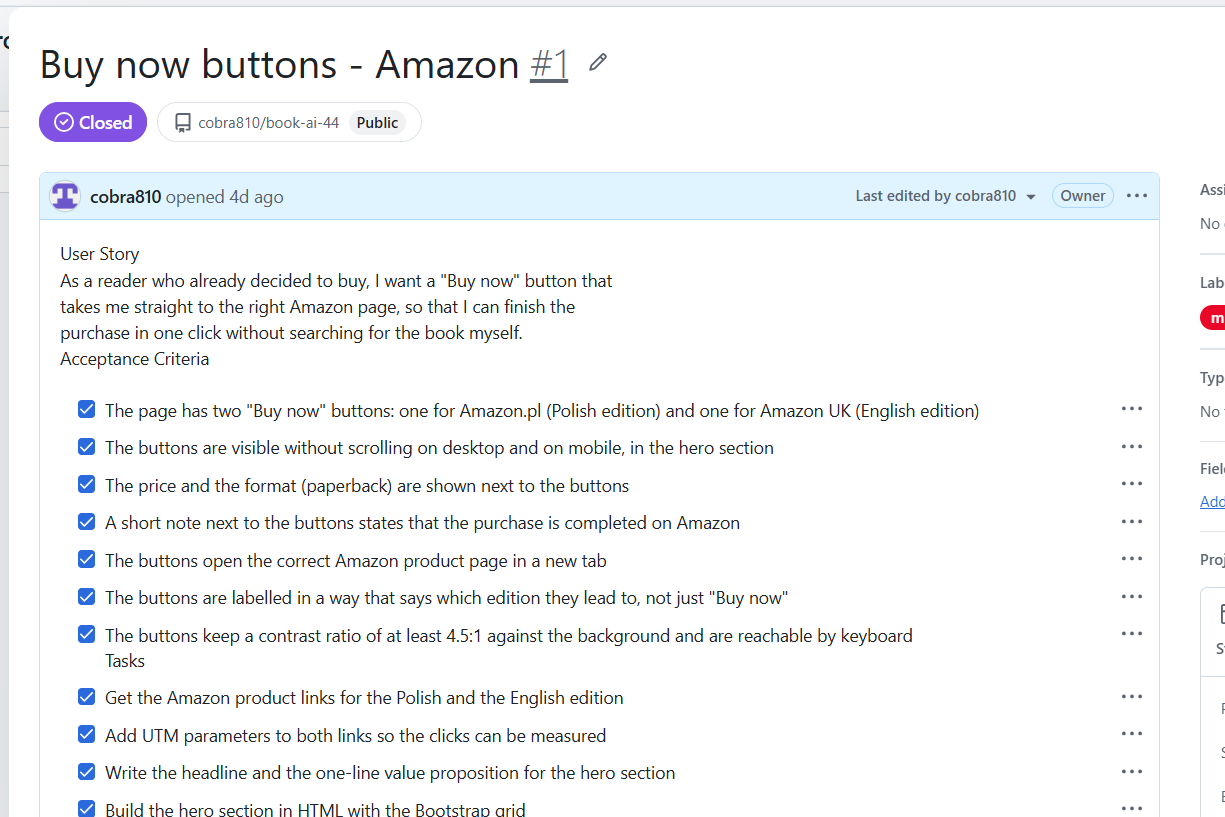 Buy now buttons - Amazon #1
Closed
cobra810/book-ai-44 Public
cobra810 opened 4d ago
Last edited by cobra810
Owner
User Story
As a reader who already decided to buy, I want a "Buy now" button that
takes me straight to the right Amazon page, so that I can finish the
purchase in one click without searching for the book myself.
Acceptance Criteria
The page has two "Buy now" buttons: one for Amazon.pl (Polish edition) and one for Amazon UK (English edition)
The buttons are visible without scrolling on desktop and on mobile, in the hero section
The price and the format (paperback) are shown next to the buttons
A short note next to the buttons states that the purchase is completed on Amazon
The buttons open the correct Amazon product page in a new tab
The buttons are labelled in a way that says which edition they lead to, not just "Buy now"
The buttons keep a contrast ratio of at least 4.5:1 against the background and are reachable by keyboard
Tasks
Get the Amazon product links for the Polish and the English edition
Add UTM parameters to both links so the clicks can be measured
Write the headline and the one-line value proposition for the hero section
Build the hero section in HTML with the Bootstrap grid
No
No
Add